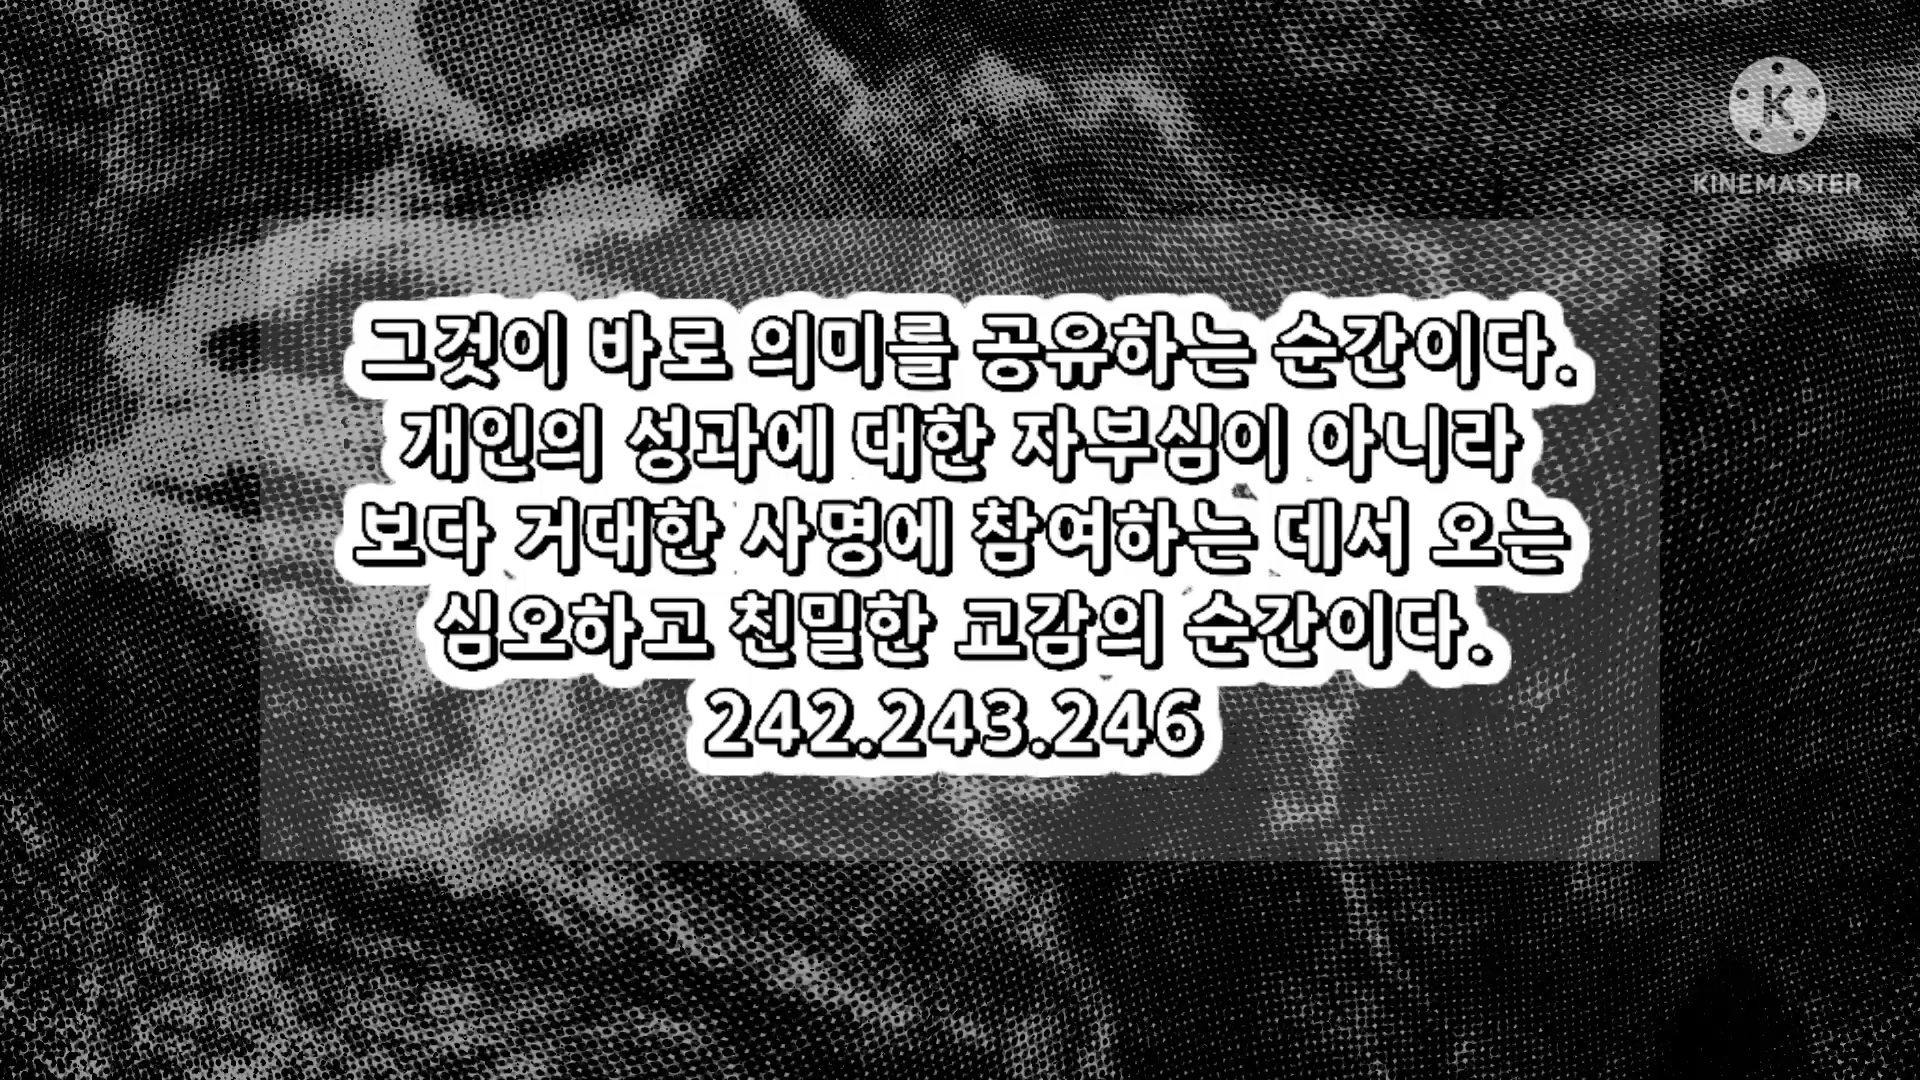 KINEMASTER
그것이 바로 의미를 공유하는 순간이다.
개인의 성과에 대한 자부심이 아니라
보다 거대한 사명에 참여하는 데서 오는
심오하고 친밀한 교감의 순간이다.
242.243.246